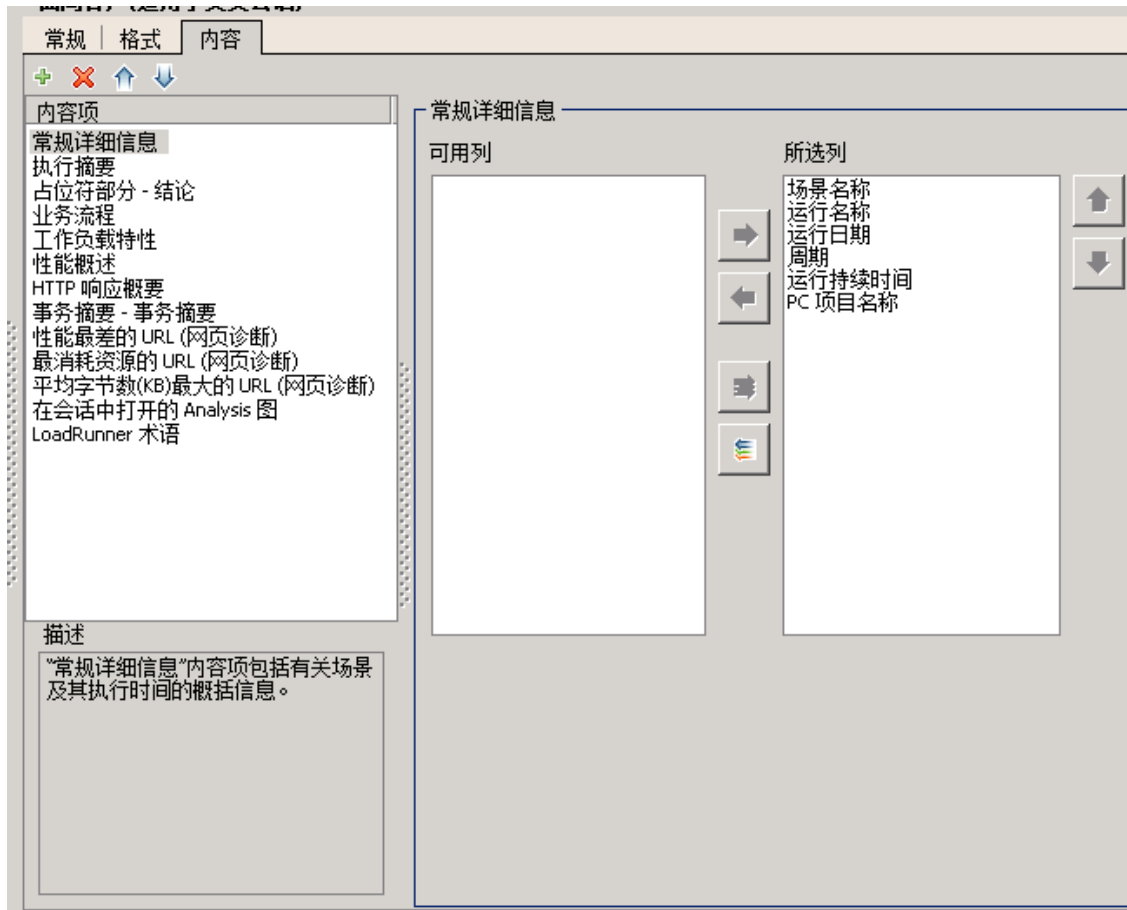 常规
格式
内容
内容项
常规详细信息
执行摘要
占位符部分 - 结论
业务流程
工作负载特性
性能概述
HTTP 响应概要
事务摘要 - 事务摘要
性能最差的 URL (网页诊断)
最消耗资源的 URL (网页诊断)
平均字节数(KB)最大的 URL (网页诊断)
在会话中打开的 Analysis 图
LoadRunner 术语
描述
"常规详细信息"内容项包括有关场景
及其执行时间的概括信息。
常规详细信息
可用列
所选列
场景名称
运行名称
运行日期
周期
运行持续时间
PC 项目名称